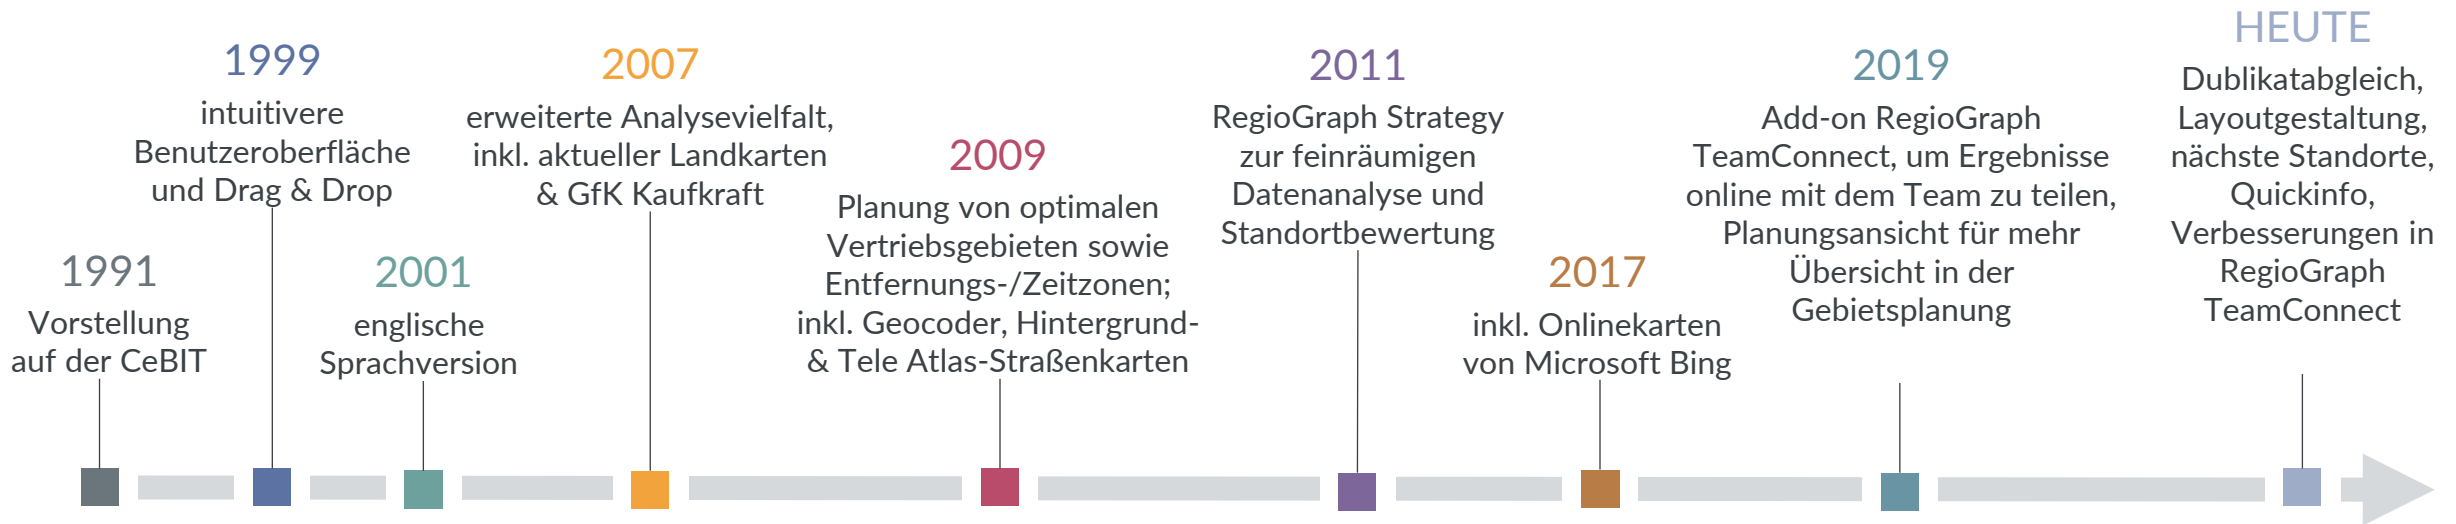 1991
Vorstellung
auf der CeBIT
1999
intuitivere
Benutzeroberfläche
und Drag & Drop
2001
englische
Sprachversion
2007
erweiterte Analysevielfalt,
inkl. aktueller Landkarten
& GfK Kaufkraft
2009
Planung von optimalen
Vertriebsgebieten sowie
Entfernungs-/Zeitzonen;
inkl. Geocoder, Hintergrund-
& Tele Atlas-Straßenkarten
2011
RegioGraph Strategy
zur feinräumigen
Datenanalyse und
Standortbewertung
2017
inkl. Onlinekarten
von Microsoft Bing
2019
Add-on RegioGraph
TeamConnect, um Ergebnisse
online mit dem Team zu teilen,
Planungsansicht für mehr
Übersicht in der
Gebietsplanung
HEUTE
Dublikatabgleich,
Layoutgestaltung,
nächste Standorte,
Quickinfo,
Verbesserungen in
RegioGraph
TeamConnect